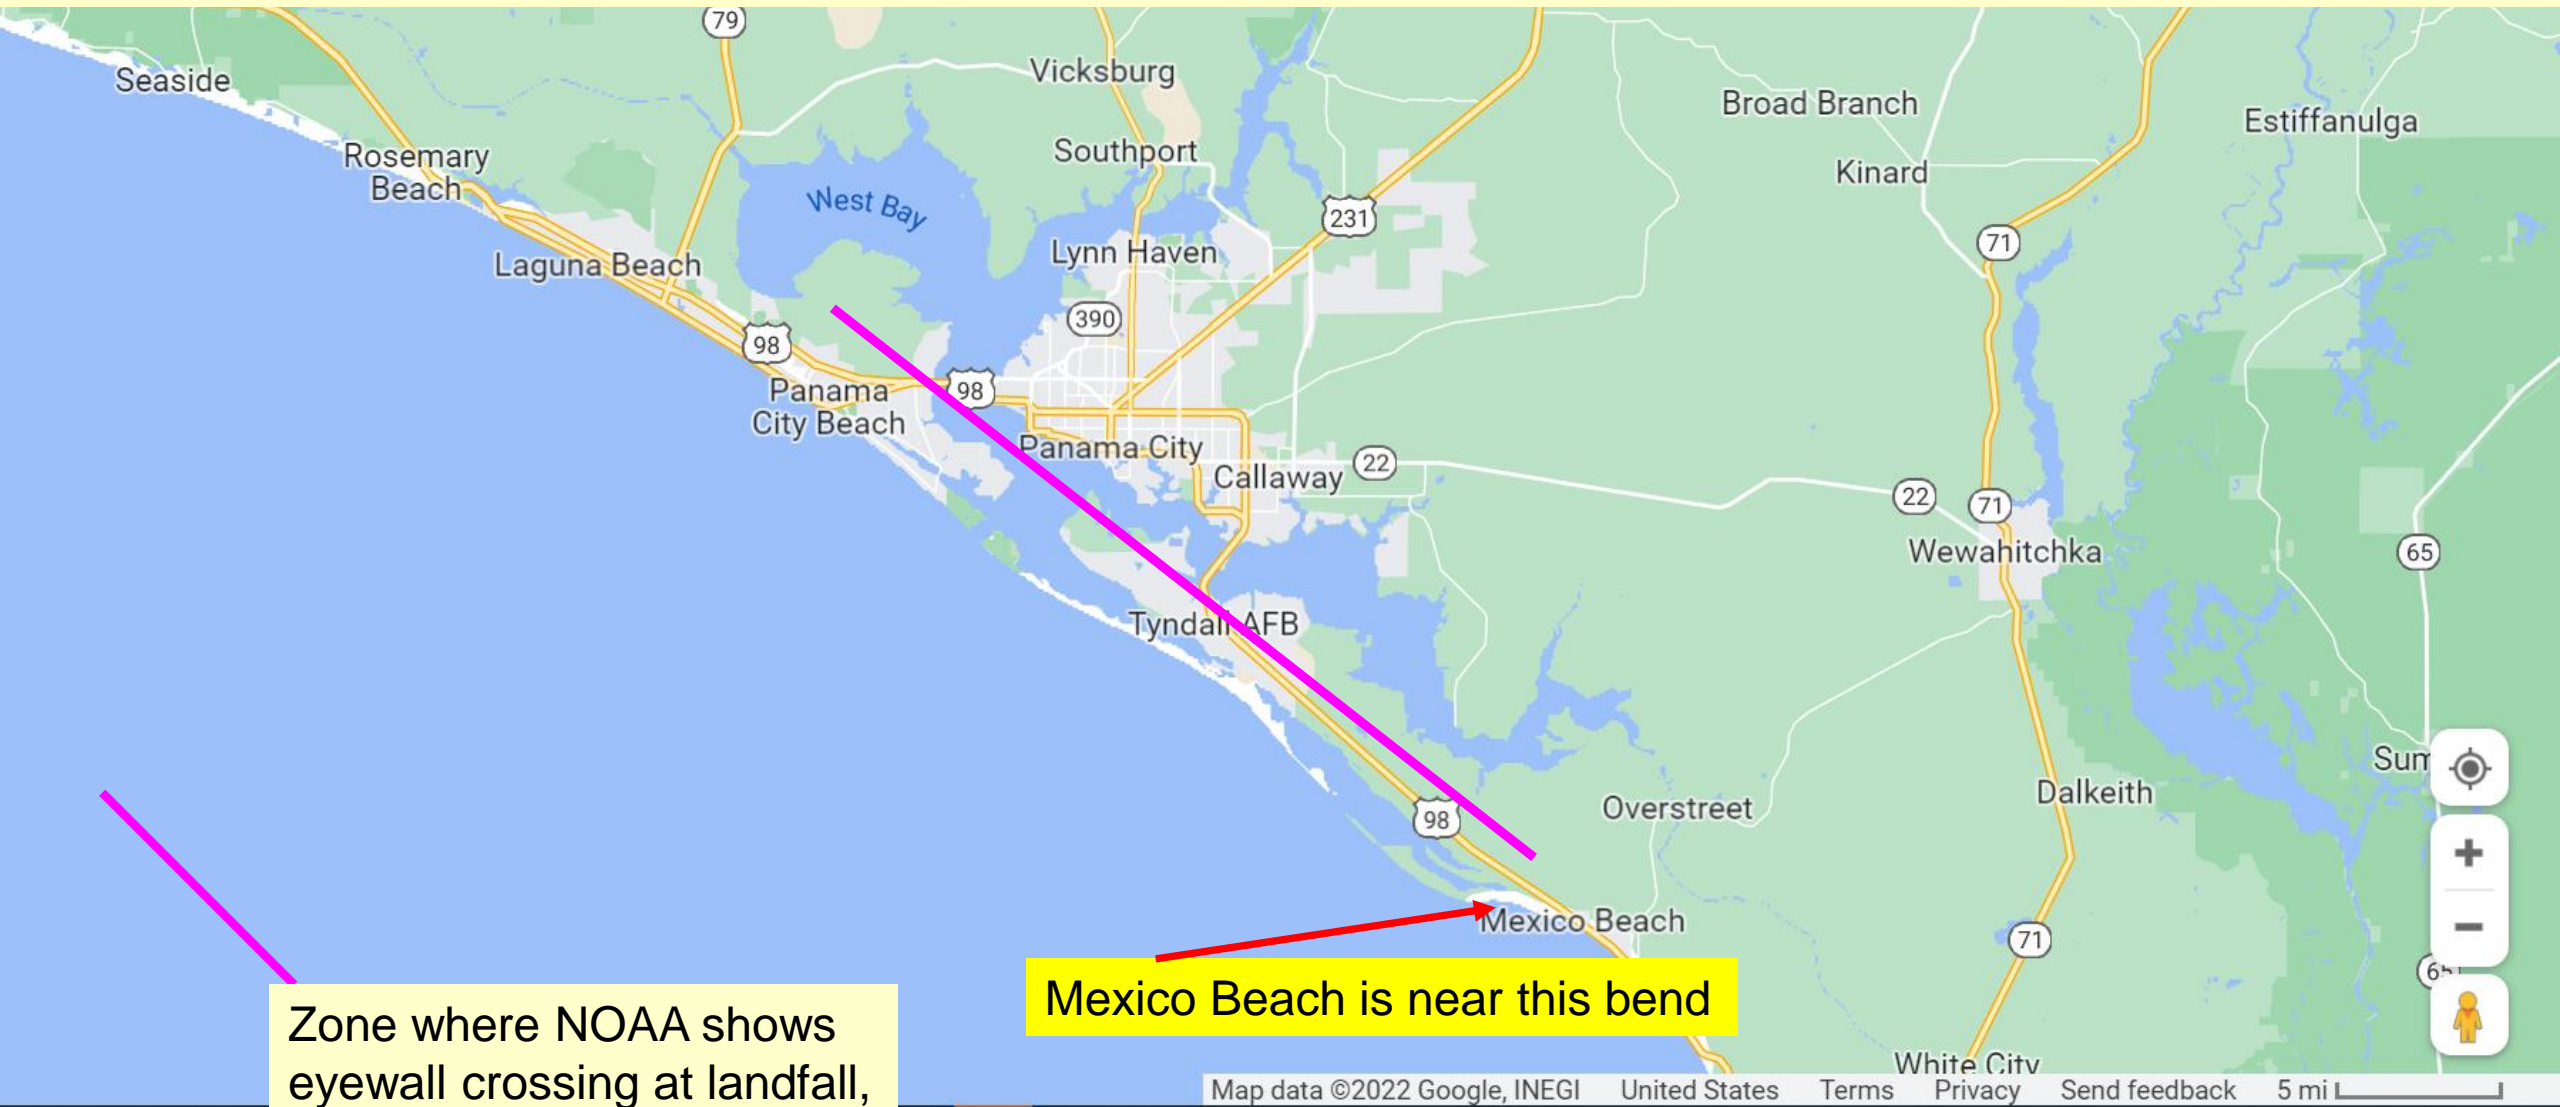 79
Seaside
Vicksburg
Broad Branch
Estiffanulga
Rosemary
Beach
Southport
Kinard
West Bay
231
71
Lynn Haven
Laguna Beach
390
98
Panama
City Beach
98
Panama City
Callaway
22
22
71
Wewahitchka
65
Tyndall AFB
Sum
Dalkeith
Overstreet
98
Mexico Beach
71
65
Mexico Beach is near this bend
Zone where NOAA shows
eyewall crossing at landfall,
White City
Map data ©2022 Google, INEGI United States Terms Privacy Send feedback 5 mi